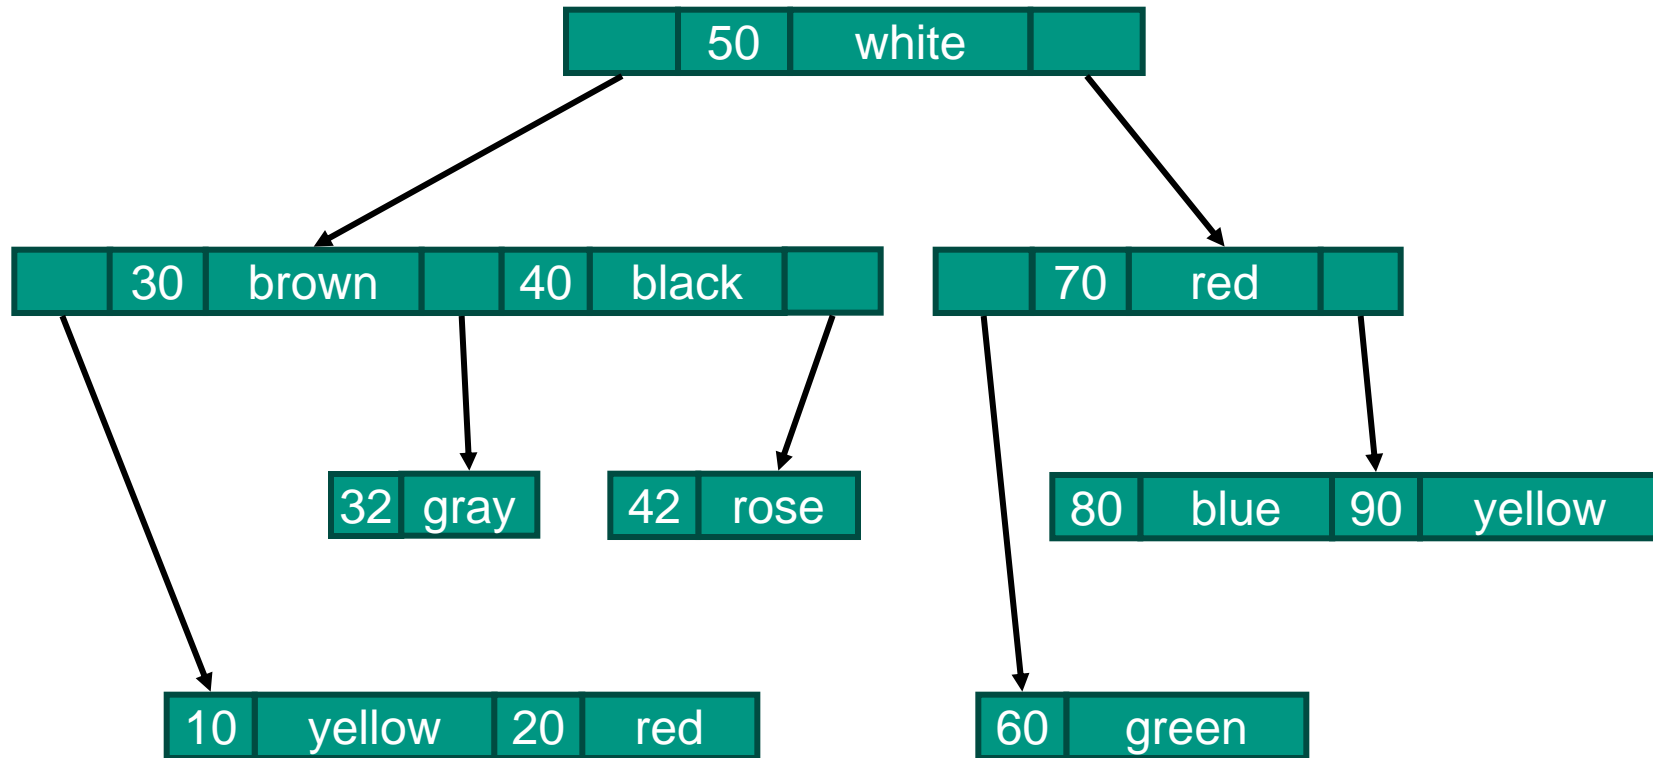 50 white
30 brown 40 black
70 red
32 gray
42 rose
80 blue 90 yellow
10 yellow 20 red
60 green